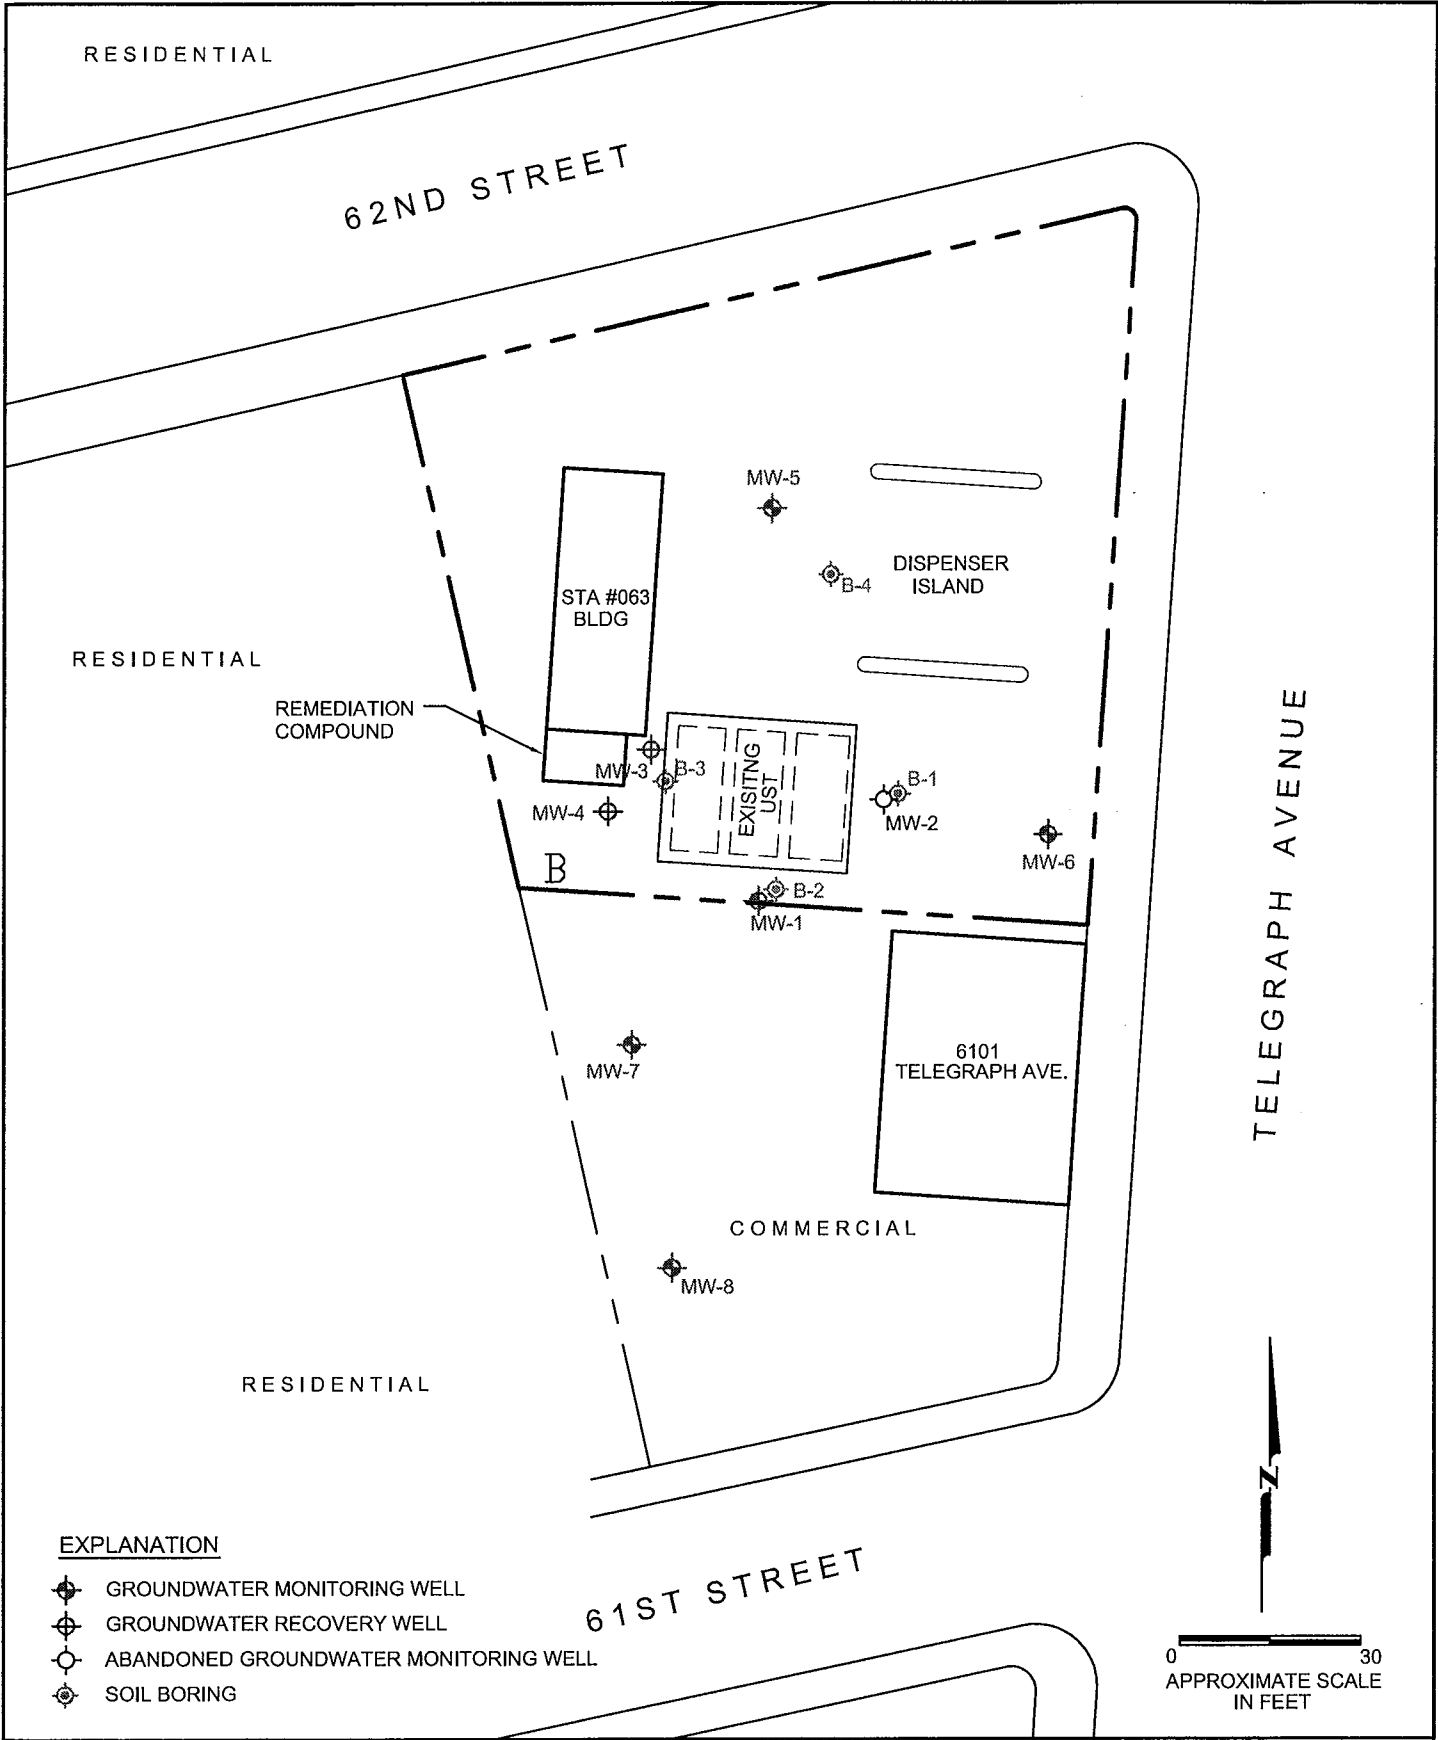 RESIDENTIAL
62ND STREET
MW-5
DISPENSER
ISLAND
B-4
STA #063
BLDG
RESIDENTIAL
REMEDIATION
COMPOUND
TELEGRAPH AVENUE
EXISITNG
UST
MW-3
B-3
B-1
MW-4
MW-2
MW-6
B
B-2
MW-1
6101
TELEGRAPH AVE.
MW-7
COMMERCIAL
MW-8
RESIDENTIAL
N
EXPLANATION
GROUNDWATER MONITORING WELL
GROUNDWATER RECOVERY WELL
ABANDONED GROUNDWATER MONITORING WELL
SOIL BORING
61ST STREET
0 30
APPROXIMATE SCALE
IN FEET